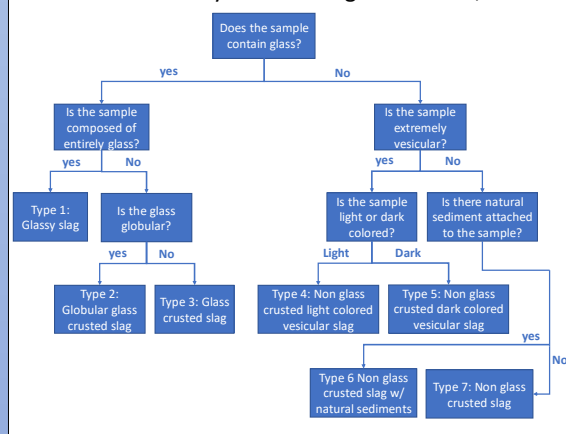 Does the sample
contain glass?
yes
No
Is the sample
composed of
entirely glass?
Is the sample
extremely
vesicular?
yes
No
yes
No
Type 1:
Glassy slag
Is the glass
globular?
Is the sample
light or dark
colored?
Is there natural
sediment attached
to the sample?
yes
No
Light
Dark
Type 2:
Globular glass
crusted slag
Type 3: Glass
crusted slag
Type 4: Non glass
crusted light colored
vesicular slag
Type 5: Non glass
crusted dark colored
vesicular slag
yes
No
Type 6 Non glass
crusted slag w/
natural sediments
Type 7: Non glass
crusted slag